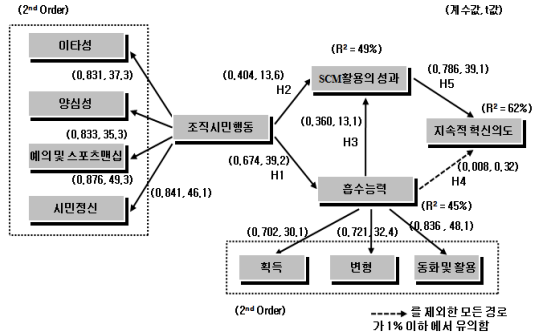 (2nd Order)
(계수값, t값)
이타성
(0,831, 37,3)
양심성
(0,833, 35,3)
예의 및 스포츠맨십
(0,876, 49,3)
시민정신
(0,841, 46,1)
조직시민행동
(0,404, 13,6)
H2
(R² = 49%)
SCM활용의 성과
(0,786, 39,1)
H5
(R² = 62%)
지속적 혁신의도
(0,360, 13,1)
H3
(0,674, 39,2)
H1
(0,008, 0,32)
H4
흡수능력
(R² = 45%)
(0,702, 30,1)
(0,721, 32,4)
(0,836 , 48,1)
획득
변형
동화 및 활용
(2nd Order)
를 제외한 모든 경로
가 1% 이하에서 유의함